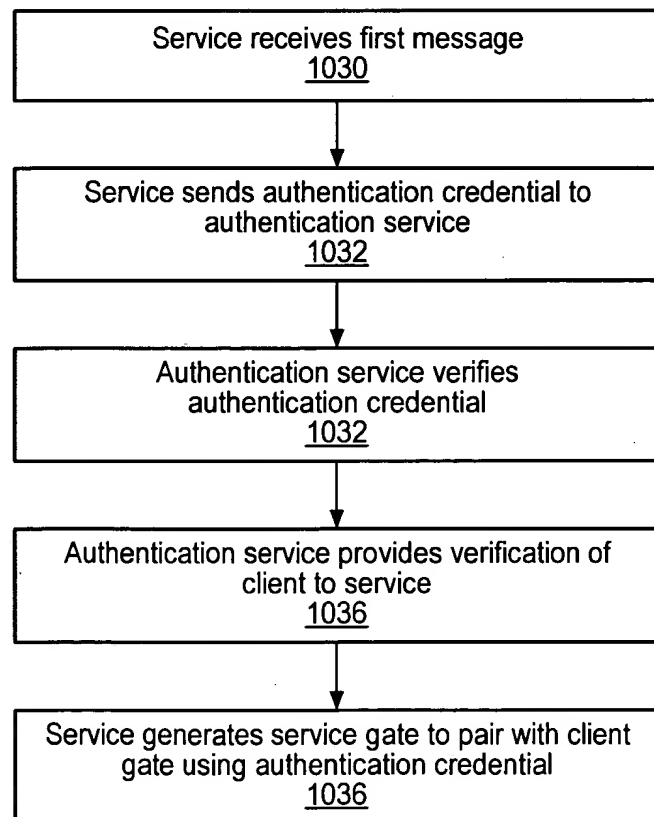 Service receives first message
1030
Service sends authentication credential to
authentication service
1032
Authentication service verifies
authentication credential
1032
Authentication service provides verification of
client to service
1036
Service generates service gate to pair with client
gate using authentication credential
1036